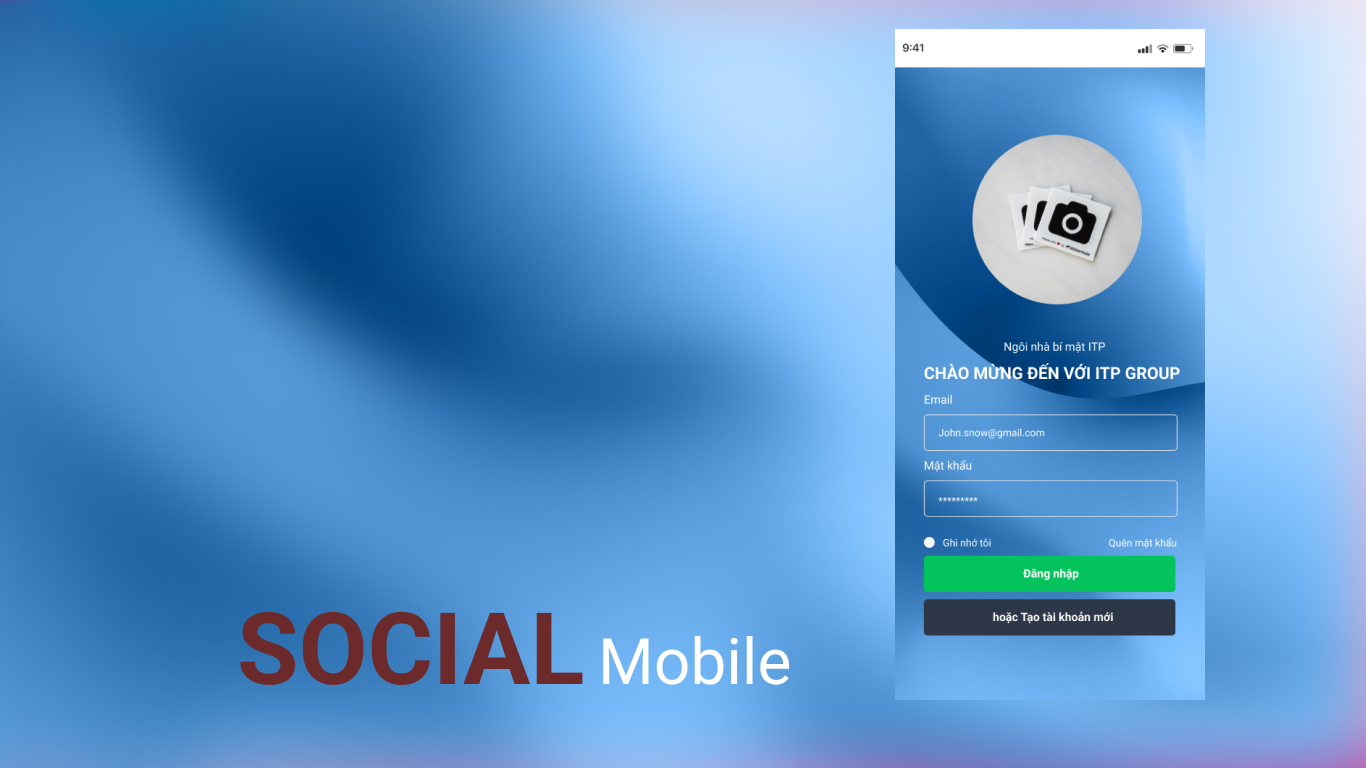 9:41
Ngôi nhà bí mật ITP
CHÀO MỪNG ĐẾN VỚI ITP GROUP
Email
John.snow@gmail.com
Mật khẩu
*********
Ghi nhớ tôi
Quên mật khẩu
Đăng nhập
hoặc Tạo tài khoản mới
SOCIAL Mobile